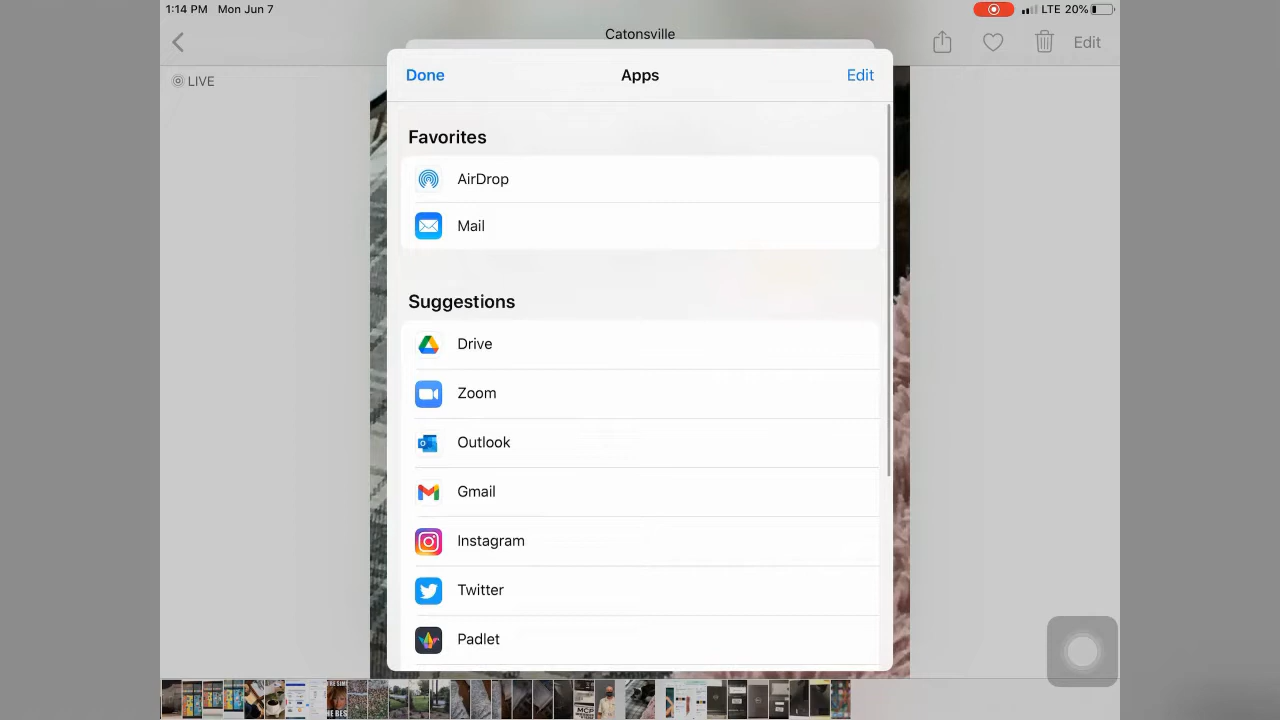 1:14 PM Mon Jun 7
LTE 20%
Catonsville
Edit
LIVE
Done
Apps
Edit
Favorites
AirDrop
Mail
Suggestions
Drive
Zoom
Outlook
Gmail
Instagram
Twitter
Padlet